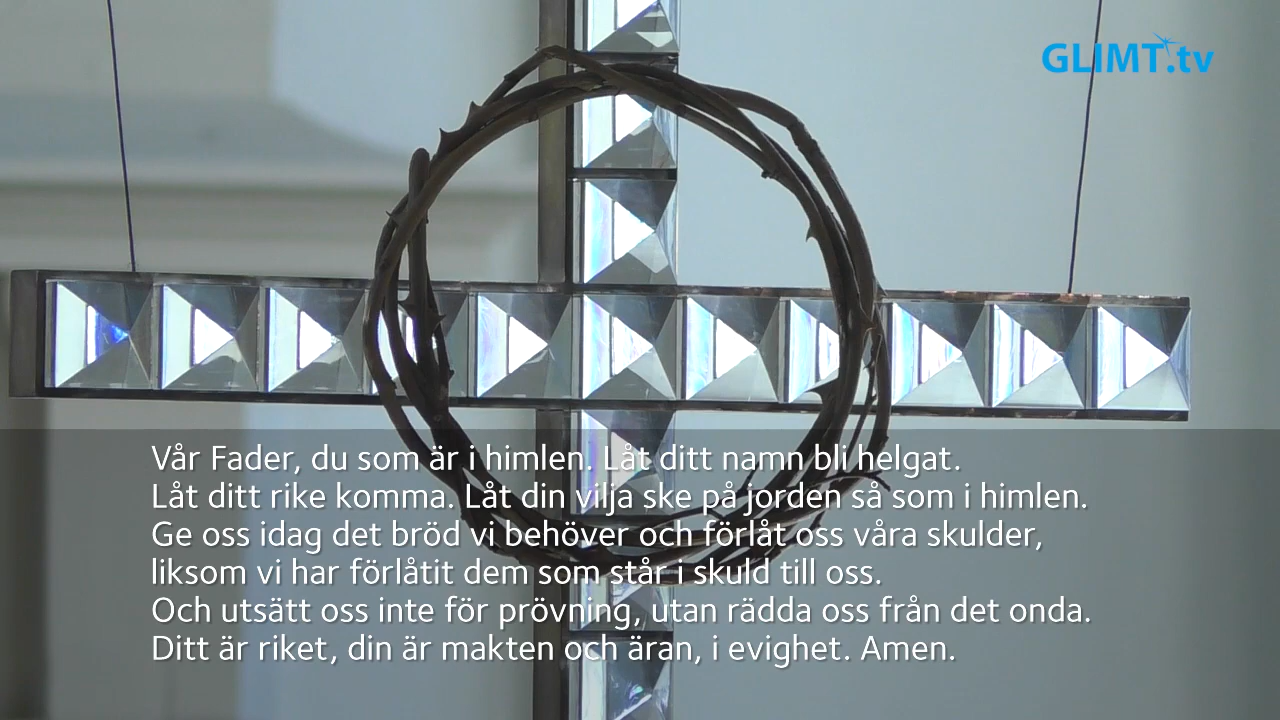 GLIMT.tv
Vår Fader, du som är i himlen. Låt ditt namn bli helgat.
Låt ditt rike komma. Låt din vilja ske på jorden så som i himlen.
Ge oss idag det bröd vi behöver och förlåt oss våra skulder,
liksom vi har förlåtit dem som står i skuld till oss.
Och utsätt oss inte för prövning, utan rädda oss från det onda.
Ditt är riket, din är makten och äran, i evighet. Amen.